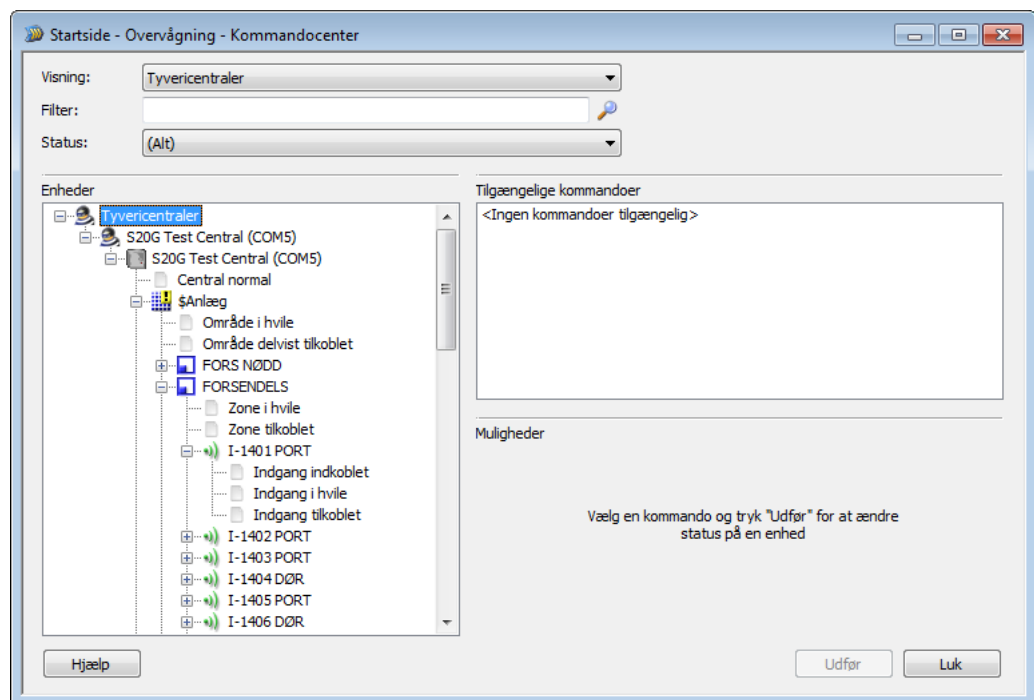 Startside - Overvågning - Kommandocenter
Visning: Tyvericentraler
Filter:
Status: (Alt)
Enheder
Tyvericentraler
S20G Test Central (COM5)
S20G Test Central (COM5)
Central normal
$Anlæg
Område i hvile
Område delvist tilkoblet
FORS NØDD
FORSENDELS
Zone i hvile
Zone tilkoblet
I-1401 PORT
Indgang indkoblet
Indgang i hvile
Indgang tilkoblet
I-1402 PORT
I-1403 PORT
I-1404 DØR
I-1405 PORT
I-1406 DØR
Tilgængelige kommandoer
<Ingen kommandoer tilgængelig>
Muligheder
Vælg en kommando og tryk "Udfør" for at ændre
status på en enhed
Hjælp
Udfør
Luk